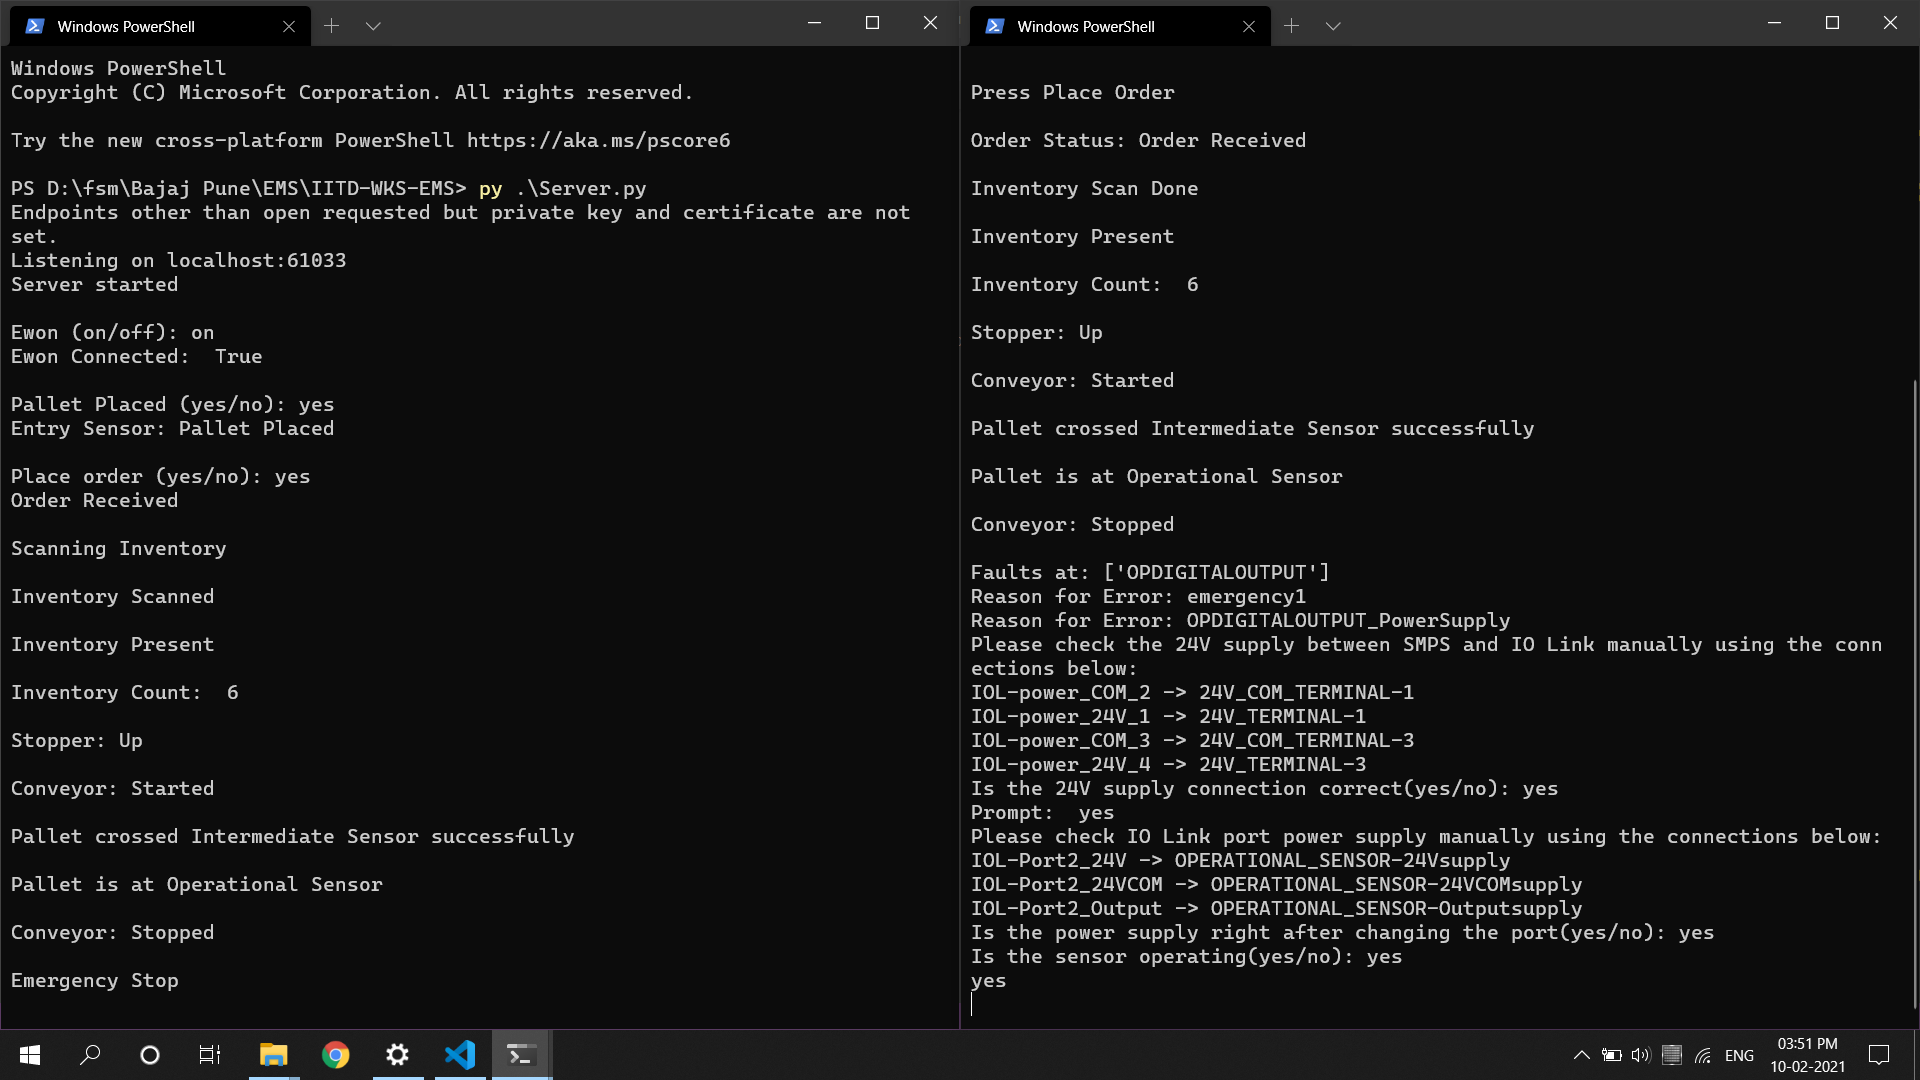 Windows PowerShell
Windows PowerShell
Copyright (C) Microsoft Corporation. All rights reserved.
Try the new cross-platform PowerShell https://aka.ms/pscore6
PS D:\fsm\Bajaj Pune\EMS\IITD-WKS-EMS> py .\Server.py
Endpoints other than open requested but private key and certificate are not
set.
Listening on localhost:61033
Server started
Ewon (on/off): on
Ewon Connected:  True
Pallet Placed (yes/no): yes
Entry Sensor: Pallet Placed
Place order (yes/no): yes
Order Received
Scanning Inventory
Inventory Scanned
Inventory Present
Inventory Count:  6
Stopper: Up
Conveyor: Started
Pallet crossed Intermediate Sensor successfully
Pallet is at Operational Sensor
Conveyor: Stopped
Emergency Stop
Windows PowerShell
Press Place Order
Order Status: Order Received
Inventory Scan Done
Inventory Present
Inventory Count:  6
Stopper: Up
Conveyor: Started
Pallet crossed Intermediate Sensor successfully
Pallet is at Operational Sensor
Conveyor: Stopped
Faults at: ['OPDIGITALOUTPUT']
Reason for Error: emergency1
Reason for Error: OPDIGITALOUTPUT_PowerSupply
Please check the 24V supply between SMPS and IO Link manually using the conn
ections below:
IOL-power_COM_2 -> 24V_COM_TERMINAL-1
IOL-power_24V_1 -> 24V_TERMINAL-1
IOL-power_COM_3 -> 24V_COM_TERMINAL-3
IOL-power_24V_4 -> 24V_TERMINAL-3
Is the 24V supply connection correct(yes/no): yes
Prompt:  yes
Please check IO Link port power supply manually using the connections below:
IOL-Port2_24V -> OPERATIONAL_SENSOR-24Vsupply
IOL-Port2_24VCOM -> OPERATIONAL_SENSOR-24VCOMsupply
IOL-Port2_Output -> OPERATIONAL_SENSOR-Outputsupply
Is the power supply right after changing the port(yes/no): yes
Is the sensor operating(yes/no): yes
yes
ENG
03:51 PM
10-02-2021